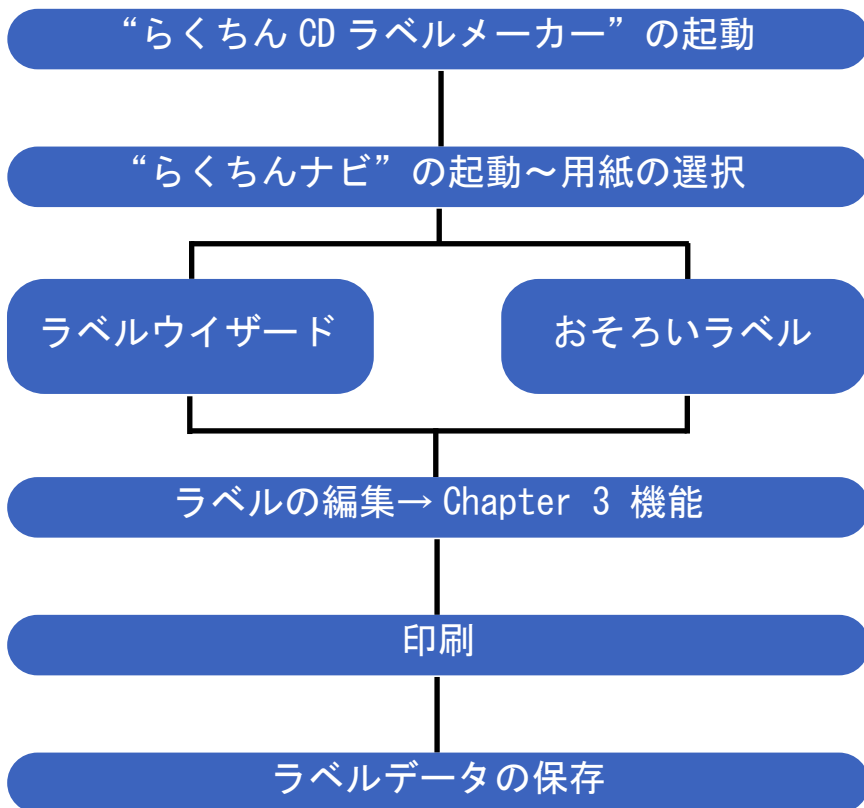 “らくちん CD ラベルメーカー” の起動
“らくちんナビ” の起動～用紙の選択
ラベルウイザード
おそろいラベル
ラベルの編集→ Chapter 3 機能
印刷
ラベルデータの保存